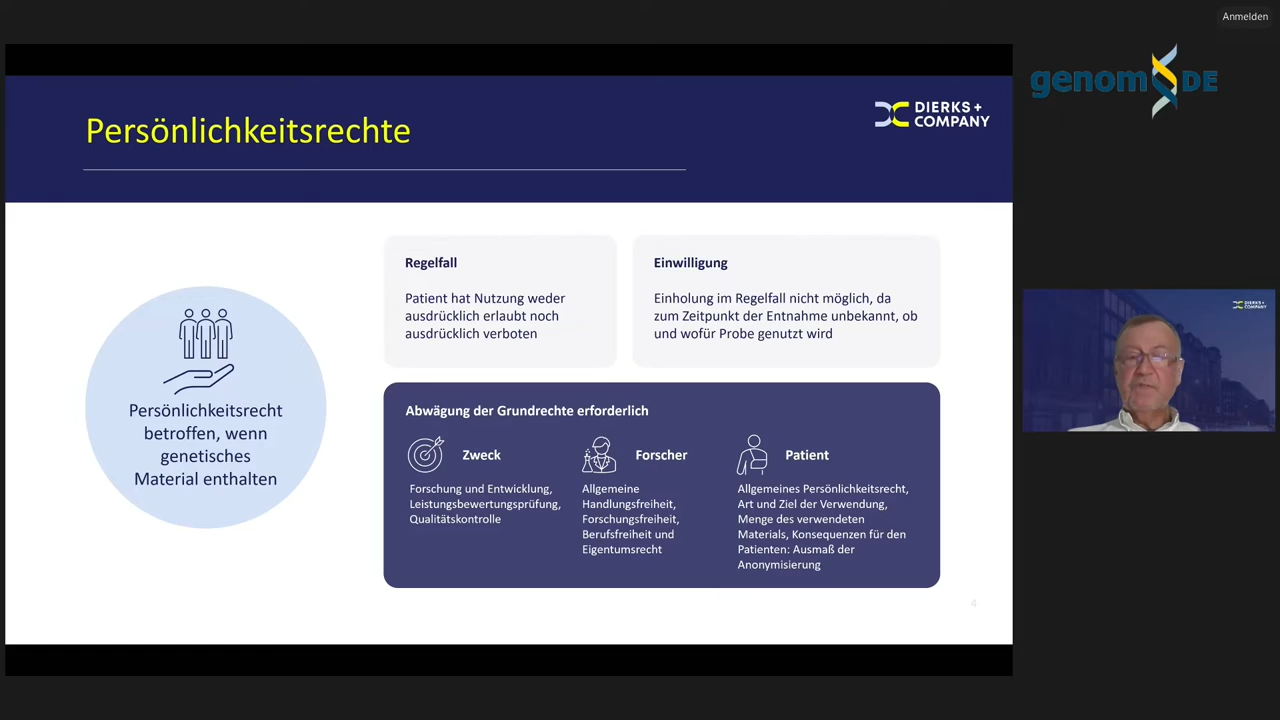 Anmelden
genom DE
Persönlichkeitsrechte
DIERKS +
COMPANY
Regelfall
Patient hat Nutzung weder
ausdrücklich erlaubt noch
ausdrücklich verboten
Einwilligung
Einholung im Regelfall nicht möglich, da
zum Zeitpunkt der Entnahme unbekannt, ob
und wofür Probe genutzt wird
Persönlichkeitsrecht
betroffen, wenn
genetisches
Material enthalten
Abwägung der Grundrechte erforderlich
Zweck
Forschung und Entwicklung,
Leistungsbewertungsprüfung,
Qualitätskontrolle
Forscher
Allgemeine
Handlungsfreiheit,
Forschungsfreiheit,
Berufsfreiheit und
Eigentumsrecht
Patient
Allgemeines Persönlichkeitsrecht,
Art und Ziel der Verwendung,
Menge des verwendeten
Materials, Konsequenzen für den
Patienten: Ausmaß der
Anonymisierung
4
DIERKS +
COMPANY